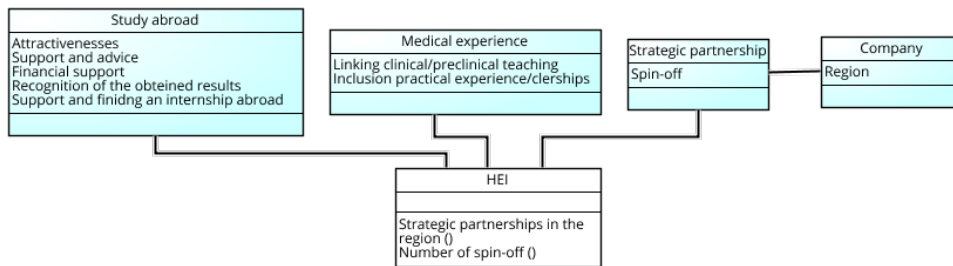 Study abroad
Attractivenesses
Support and advice
Financial support
Recognition of the obteined results
Support and finidng an internship abroad
Medical experience
Linking clinical/preclinical teaching
Inclusion practical experience/clerships
Strategic partnership
Spin-off
Company
Region
HEI
Strategic partnerships in the
region ()
Number of spin-off ()